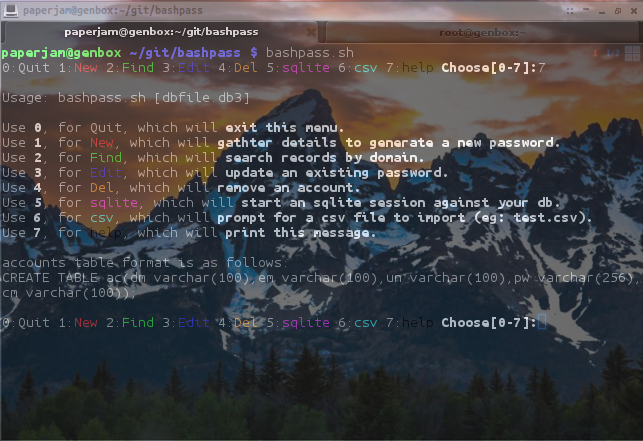 paperjam@genbox:~/git/bashpass
paperjam@genbox:~/git/bashpass
root@genbox:~
paperjam@genbox ~/git/bashpass $ bashpass.sh
0:Quit 1:New 2:Find 3:Edit 4:Del 5:sqlite 6:csv 7:help Choose[0-7]:7
Usage: bashpass.sh [dbfile db3]
Use 0, for Quit, which will exit this menu.
Use 1, for New, which will gathter details to generate a new password.
Use 2, for Find, which will search records by domain.
Use 3, for Edit, which will update an existing password.
Use 4, for Del, which will remove an account.
Use 5, for sqlite, which will start an sqlite session against your db.
Use 6, for csv, which will prompt for a csv file to import (eg: test.csv).
Use 7, for help, which will print this message.
accounts table format is as follows:
CREATE TABLE ac(dm varchar(100),em varchar(100),un varchar(100),pw varchar(256),
cm varchar(100));
0:Quit 1:New 2:Find 3:Edit 4:Del 5:sqlite 6:csv 7:help Choose[0-7]: